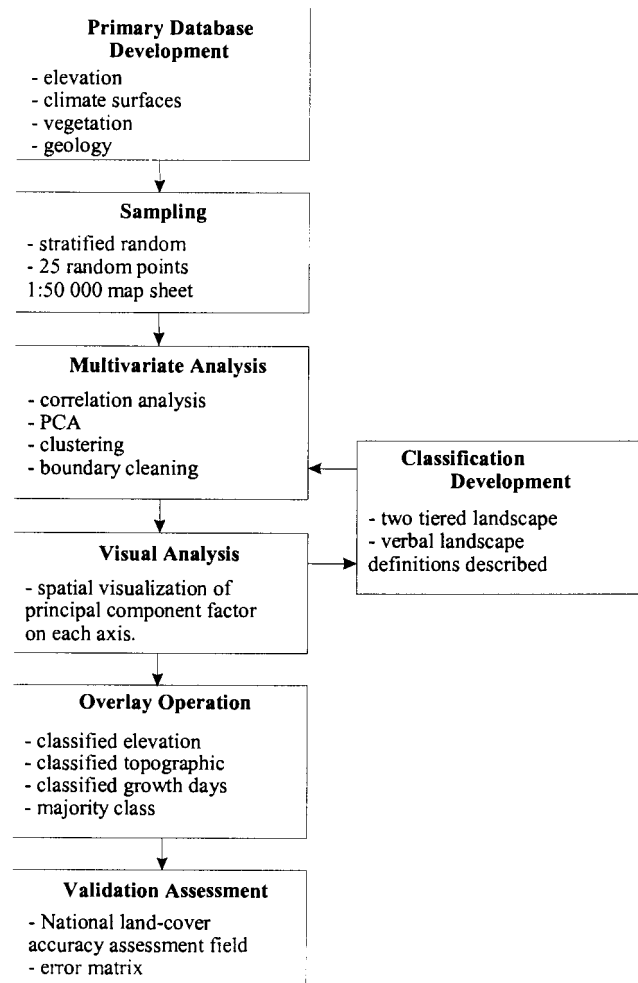 Primary Database
Development
- elevation
- climate surfaces
- vegetation
- geology
Sampling
- stratified random
- 25 random points
1:50 000 map sheet
Multivariate Analysis
- correlation analysis
- PCA
- clustering
- boundary cleaning
Classification
Development
- two tiered landscape
- verbal landscape
definitions described
Visual Analysis
- spatial visualization of
principal component factor
on each axis.
Overlay Operation
- classified elevation
- classified topographic
- classified growth days
- majority class
Validation Assessment
- National land-cover
accuracy assessment field
- error matrix